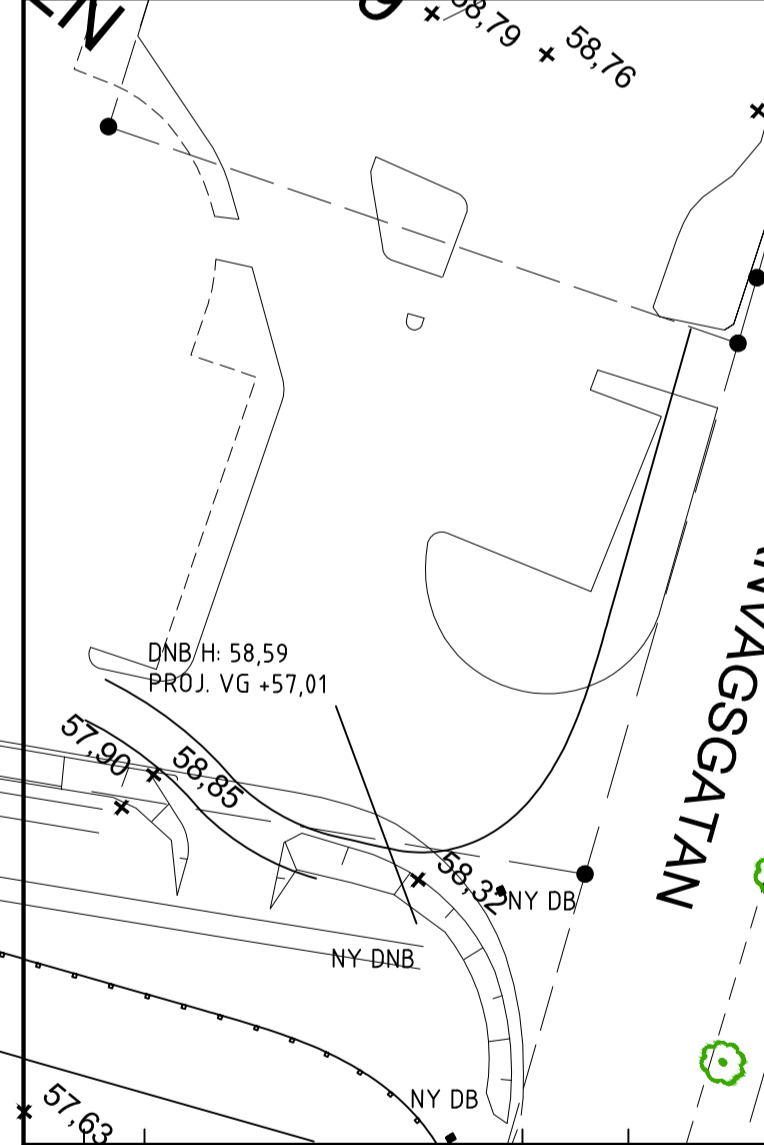 58,79
58,76
DNB H: 58,59
PROJ. VG +57,01
57,90
58,85
58,32
NY DB
NY DNB
NY DB
57,63